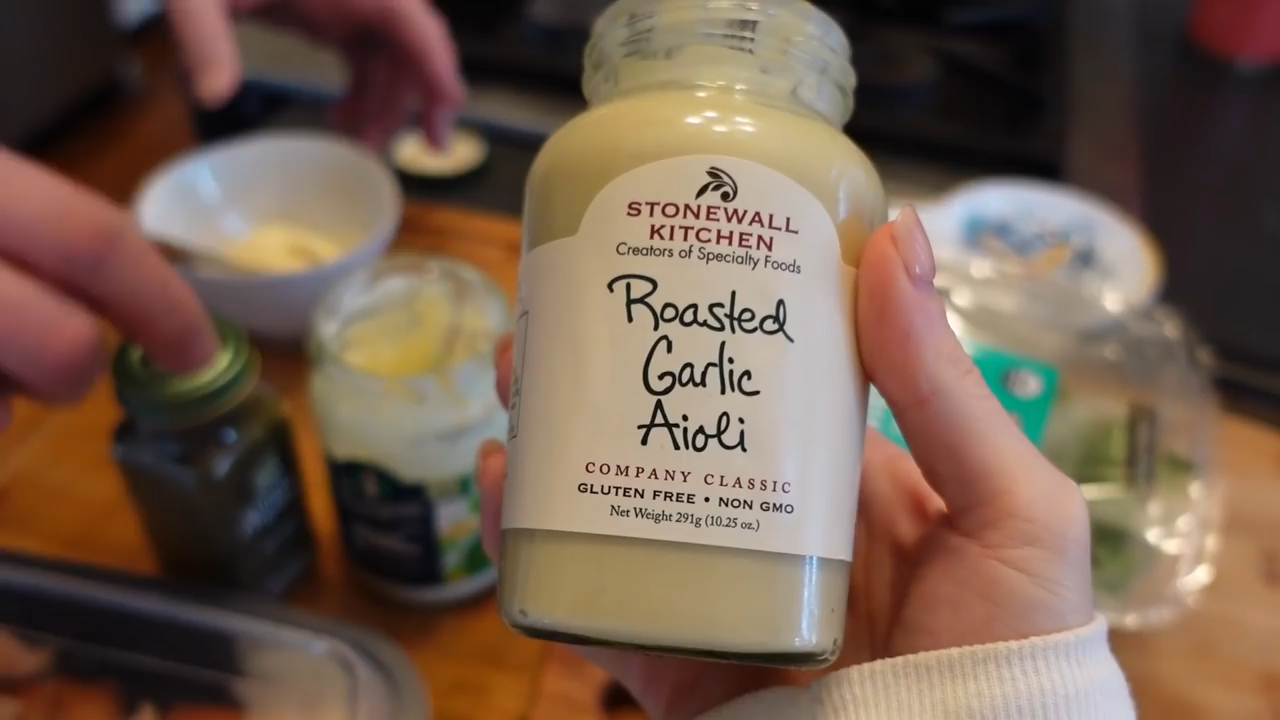 STONEWALL
KITCHEN
Creators of Specialty Foods
Roasted
Garlic
Aioli
COMPANY CLASSIC
GLUTEN FREE • NON GMO
Net Weight 291g (10.25 oz.)